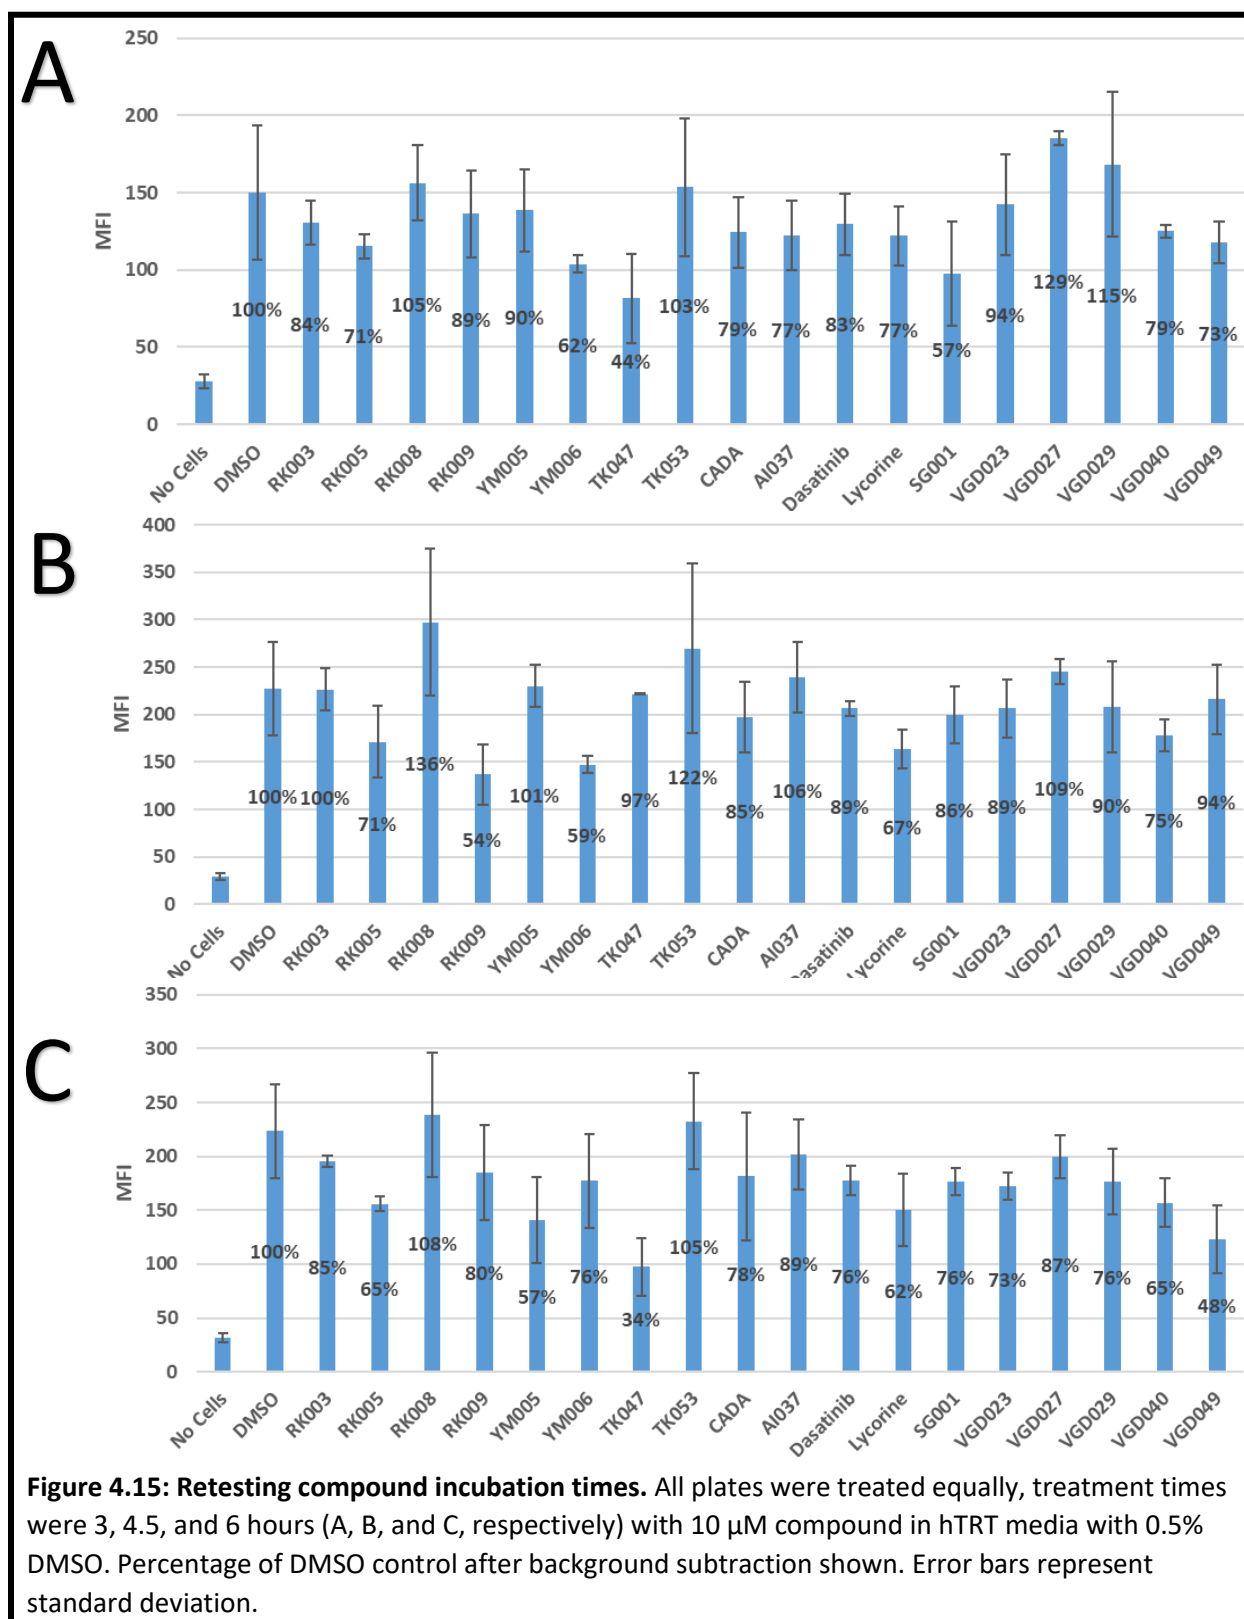 A
250
200
150
100
50
0
MFI
100%
84%
71%
105%
89%
90%
62%
44%
103%
79%
77%
83%
77%
57%
94%
129%
115%
79%
73%
No Cells
DMSO
RK003
RK005
RK008
RK009
YM005
YM006
TK047
TK053
CADA
AI037
Dasatinib
Lycorine
SG001
VGD023
VGD027
VGD029
VGD040
VGD049
B
400
350
300
250
200
150
100
50
0
MFI
100%
100%
71%
136%
54%
101%
59%
97%
122%
85%
106%
89%
67%
86%
89%
109%
90%
75%
94%
No Cells
DMSO
RK003
RK005
RK008
RK009
YM005
YM006
TK047
TK053
CADA
AI037
Dasatinib
Lycorine
SG001
VGD023
VGD027
VGD029
VGD040
VGD049
C
350
300
250
200
150
100
50
0
MFI
100%
85%
65%
108%
80%
57%
76%
34%
105%
78%
89%
76%
62%
76%
73%
87%
76%
65%
48%
No Cells
DMSO
RK003
RK005
RK008
RK009
YM005
YM006
TK047
TK053
CADA
AI037
Dasatinib
Lycorine
SG001
VGD023
VGD027
VGD029
VGD040
VGD049
Figure 4.15: Retesting compound incubation times. All plates were treated equally, treatment times
were 3, 4.5, and 6 hours (A, B, and C, respectively) with 10 µM compound in hTRT media with 0.5%
DMSO. Percentage of DMSO control after background subtraction shown. Error bars represent
standard deviation.